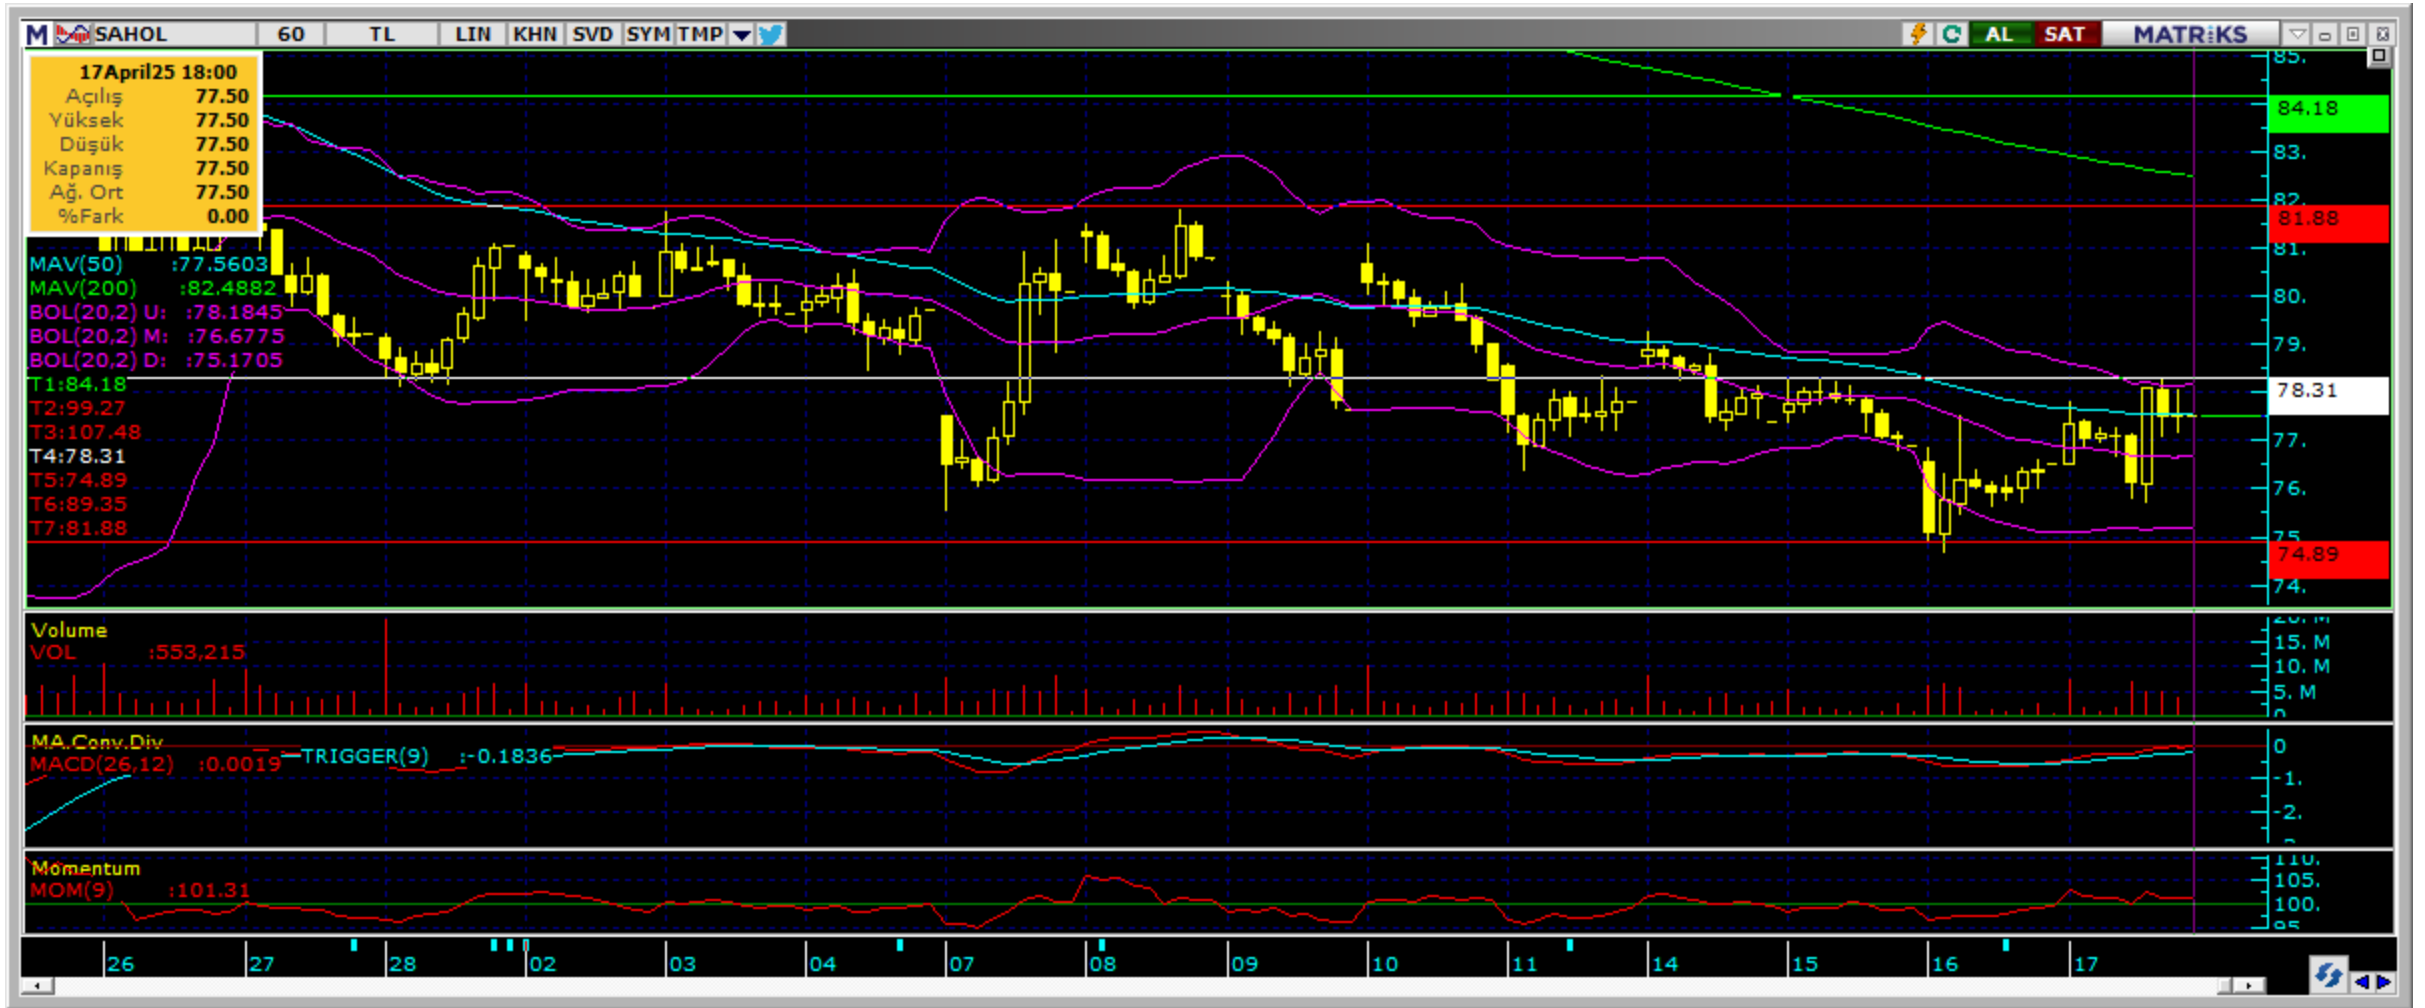 M SAHOL 60 TL LIN KHN SVD SYM TMP AL SAT MATRiKS
17April25 18:00
Açılış 77.50
Yüksek 77.50
Düşük 77.50
Kapanış 77.50
Ağ. Ort 77.50
%Fark 0.00
MAV(50) :77.5603
MAV(200) :82.4882
BOL(20,2) U: :78.1845
BOL(20,2) M: :76.6775
BOL(20,2) D: :75.1705
T1:84.18
T2:99.27
T3:107.48
T4:78.31
T5:74.89
T6:89.35
T7:81.88
85.
84.18
83.
82.
81.88
81.
80.
79.
78.31
77.
76.
75.
74.89
74.
Volume
VOL :553,215
20. M
15. M
10. M
5. M
0
MA.Conv.Div
MACD(26,12) :0.0019 TRIGGER(9) :-0.1836
0
-1.
-2.
Momentum
MOM(9) :101.31
110.
105.
100.
95
26 27 28 02 03 04 07 08 09 10 11 14 15 16 17